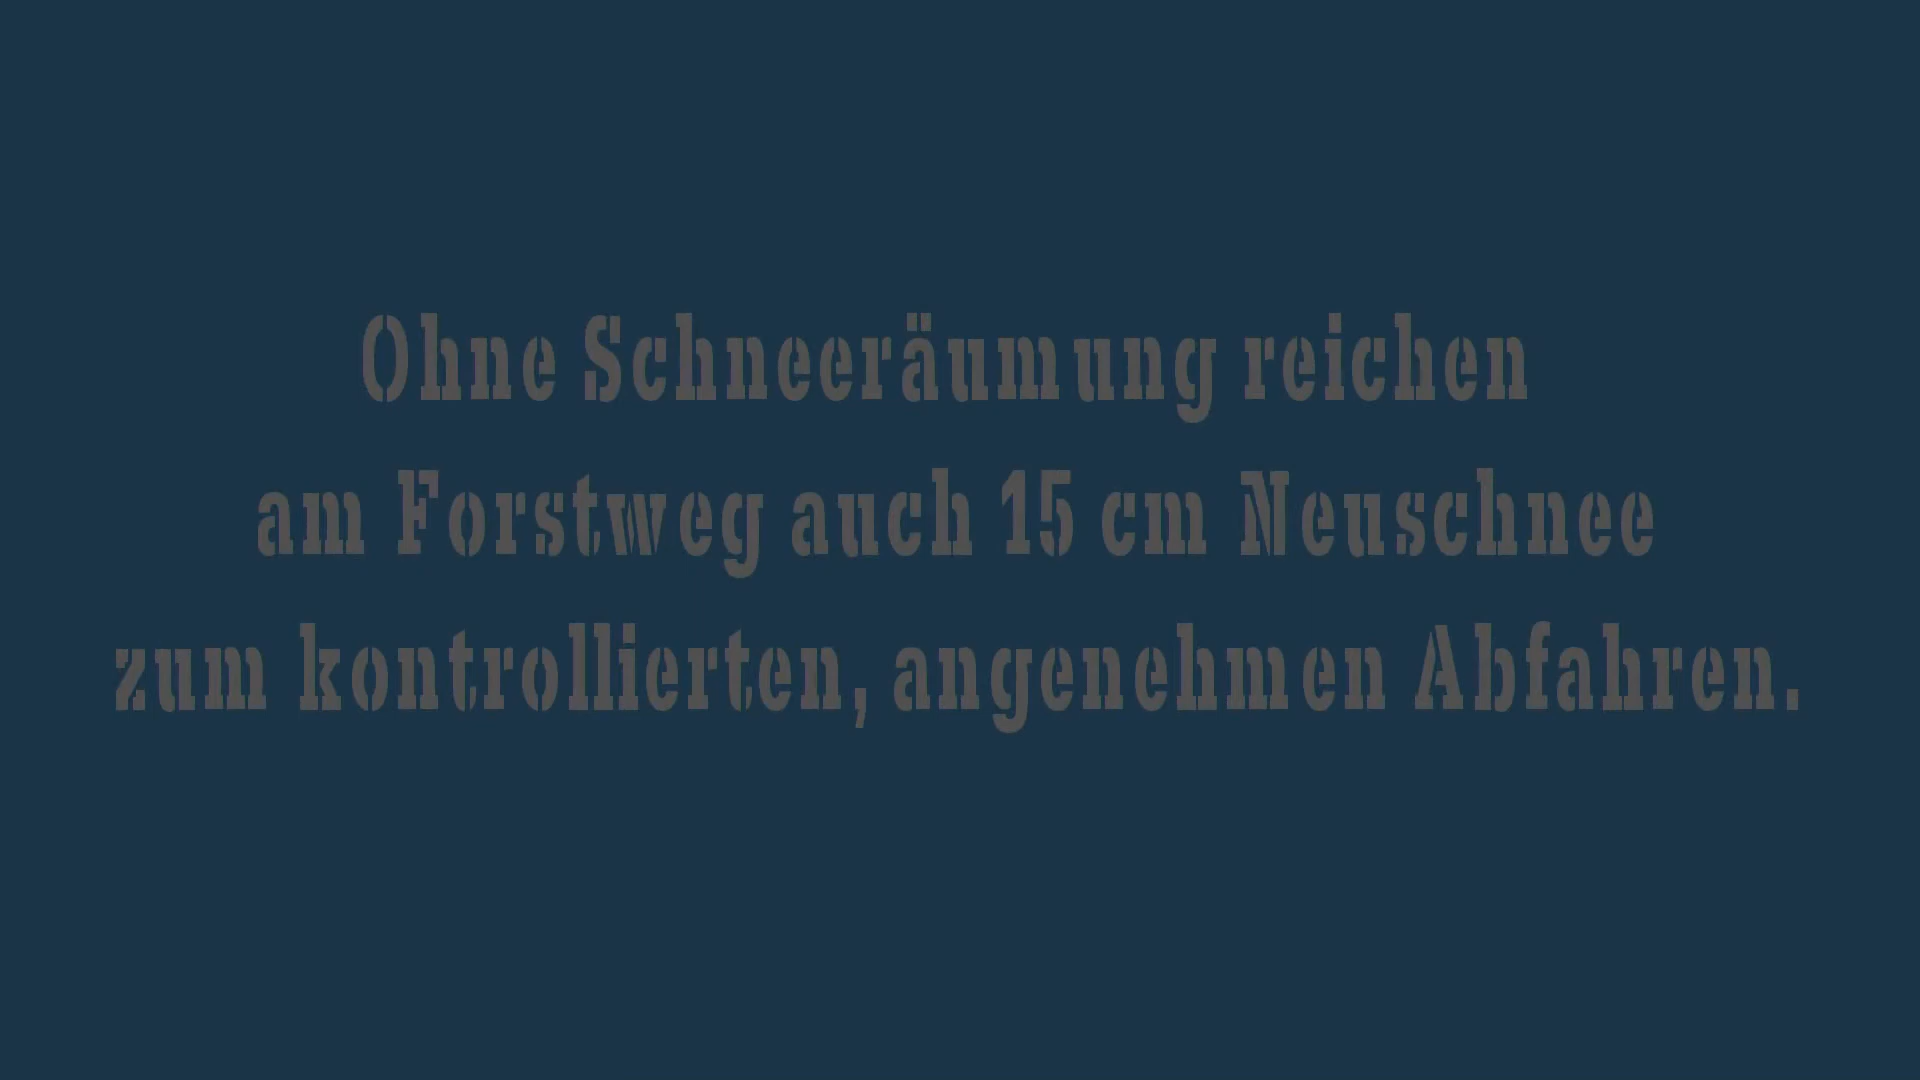 Ohne Schneeräumung reichen
am Forstweg auch 15 cm Neuschnee
zum kontrollierten, angenehmen Abfahren.